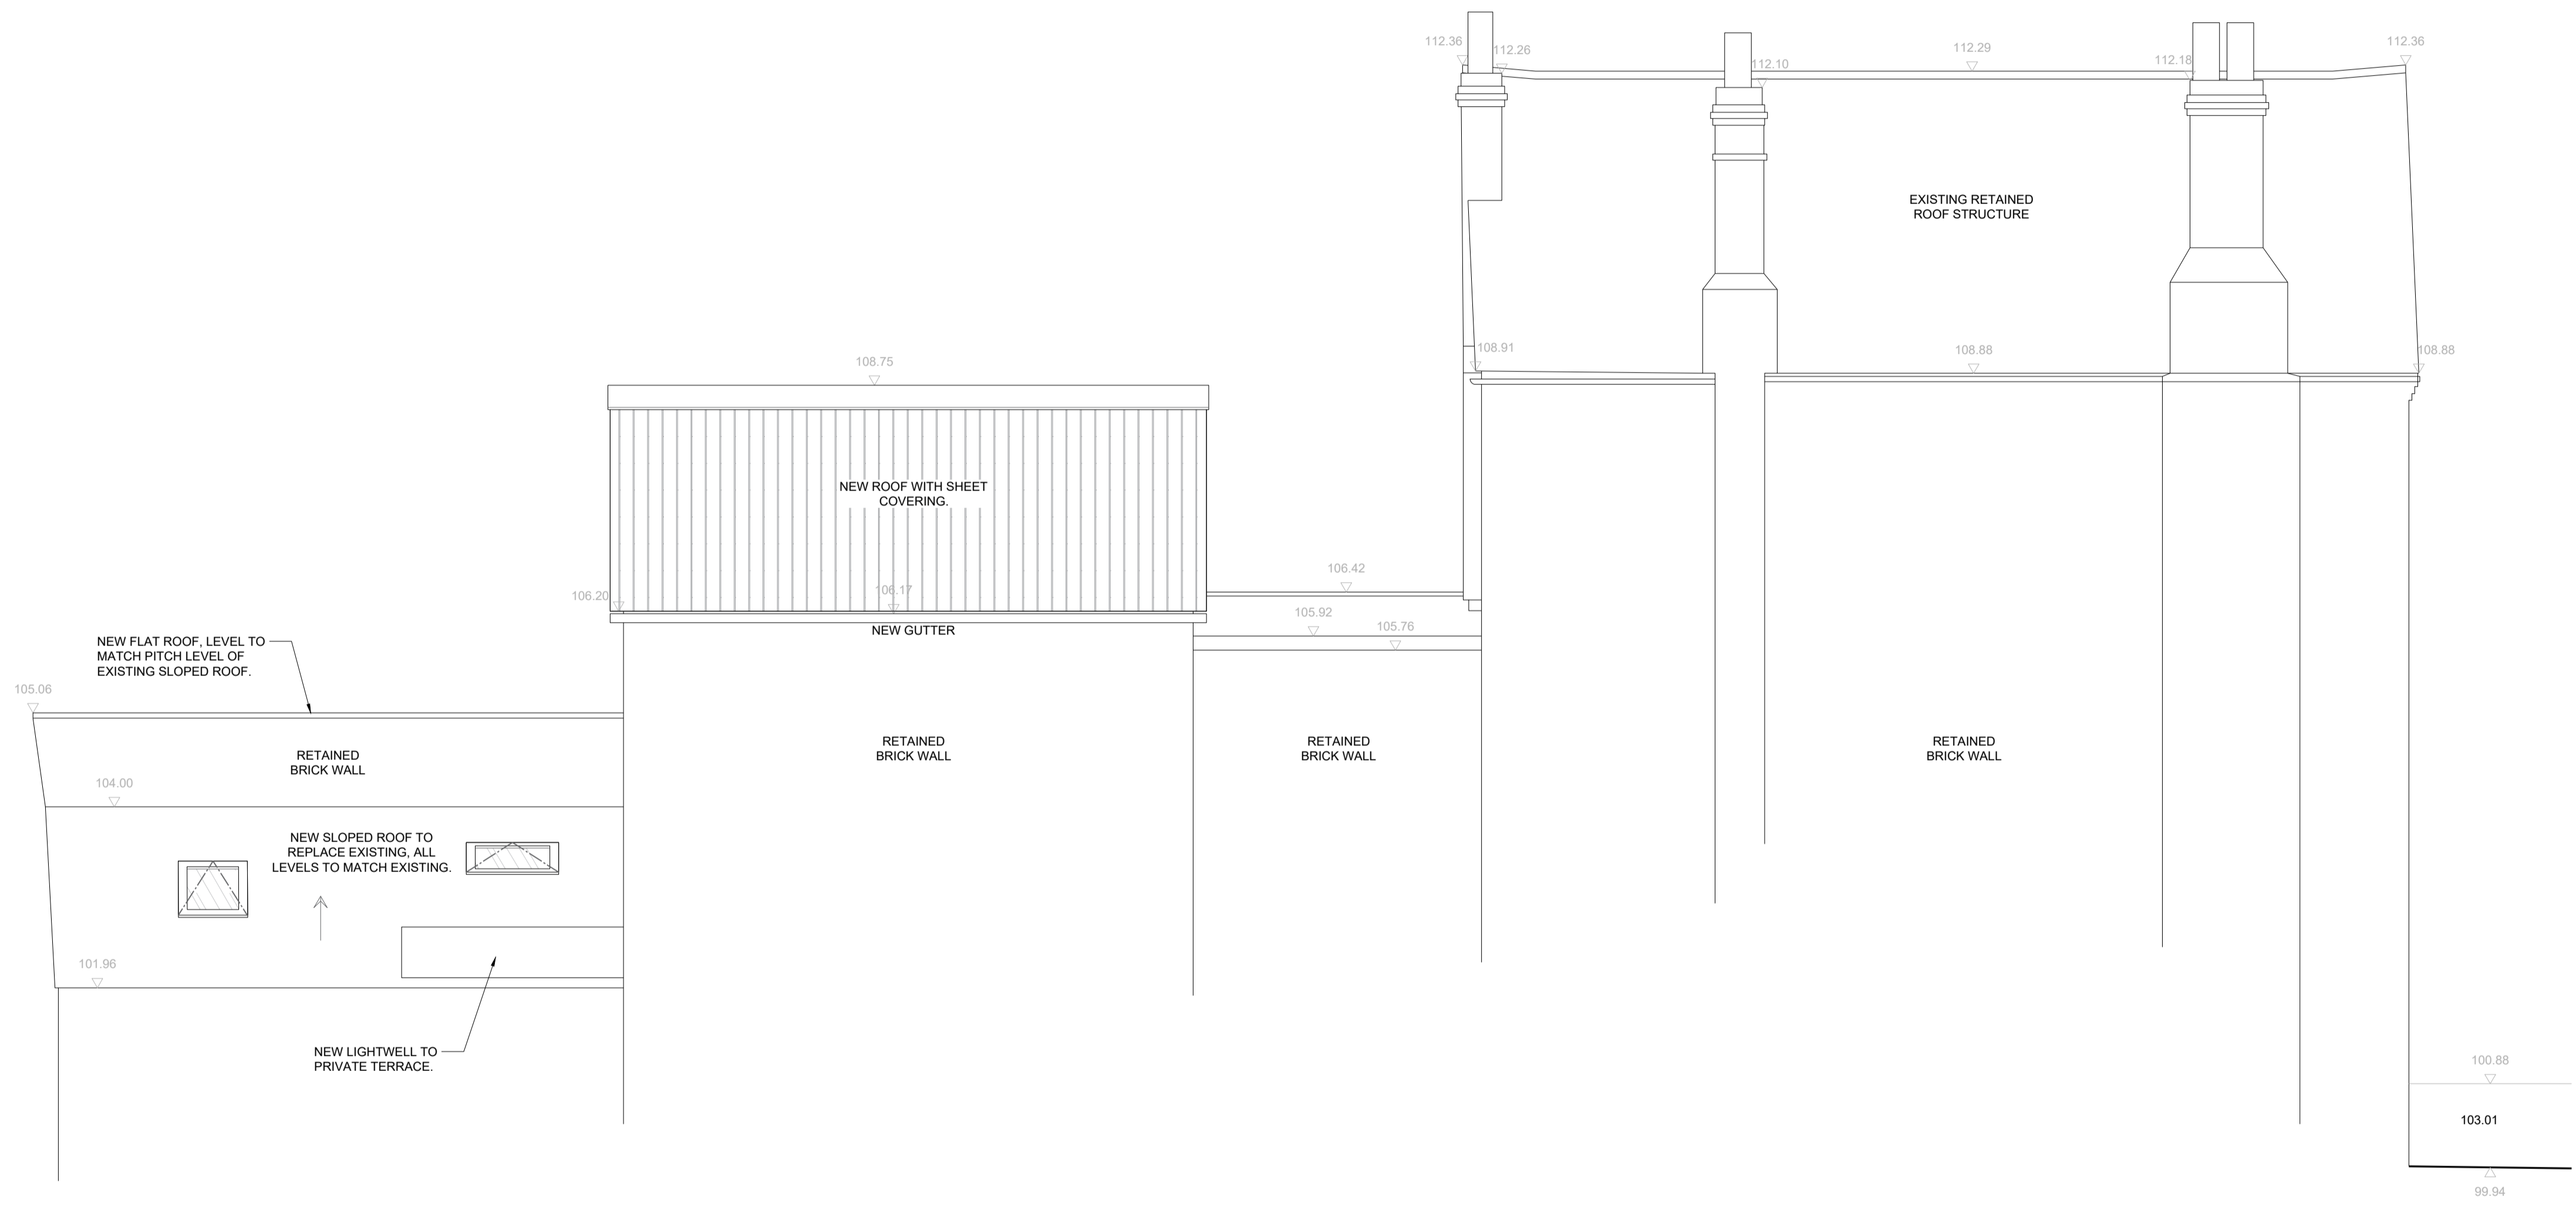 112.36
112.26
112.10
112.29
112.18
112.36
EXISTING RETAINED
ROOF STRUCTURE
108.75
108.91
108.88
108.88
NEW ROOF WITH SHEET
COVERING.
106.20
106.17
NEW GUTTER
106.42
105.92
105.76
NEW FLAT ROOF, LEVEL TO
MATCH PITCH LEVEL OF
EXISTING SLOPED ROOF.
105.06
RETAINED
BRICK WALL
RETAINED
BRICK WALL
RETAINED
BRICK WALL
RETAINED
BRICK WALL
104.00
NEW SLOPED ROOF TO
REPLACE EXISTING, ALL
LEVELS TO MATCH EXISTING.
101.96
NEW LIGHTWELL TO
PRIVATE TERRACE.
100.88
103.01
99.94